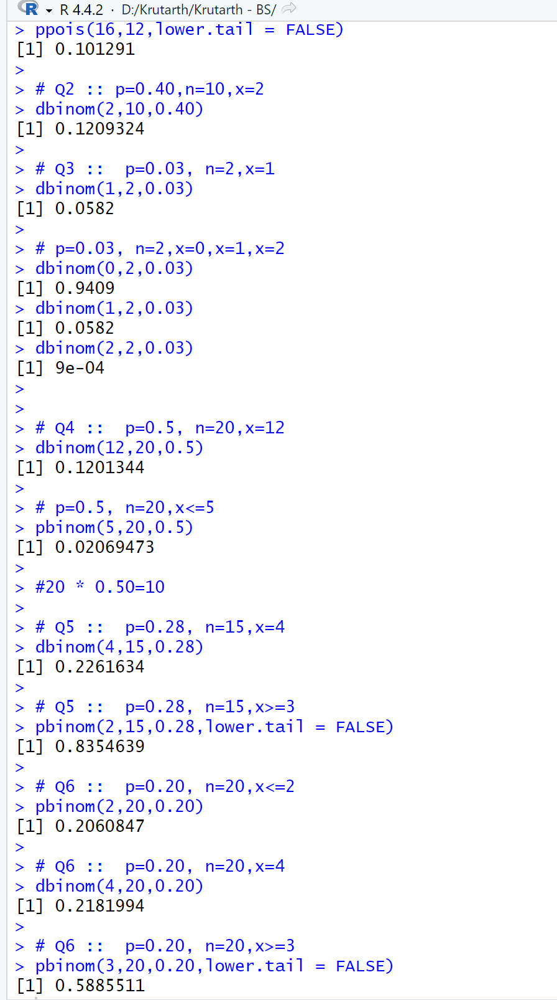 R 4.4.2 · D:/Krutarth/Krutarth - BS/
> ppois(16,12,lower.tail = FALSE)
[1] 0.101291
>
> # Q2 :: p=0.40,n=10,x=2
> dbinom(2,10,0.40)
[1] 0.1209324
>
> # Q3 ::  p=0.03, n=2,x=1
> dbinom(1,2,0.03)
[1] 0.0582
>
> # p=0.03, n=2,x=0,x=1,x=2
> dbinom(0,2,0.03)
[1] 0.9409
> dbinom(1,2,0.03)
[1] 0.0582
> dbinom(2,2,0.03)
[1] 9e-04
>
>
> # Q4 ::  p=0.5, n=20,x=12
> dbinom(12,20,0.5)
[1] 0.1201344
>
> # p=0.5, n=20,x<=5
> pbinom(5,20,0.5)
[1] 0.02069473
>
> #20 * 0.50=10
>
> # Q5 ::  p=0.28, n=15,x=4
> dbinom(4,15,0.28)
[1] 0.2261634
>
> # Q5 ::  p=0.28, n=15,x>=3
> pbinom(2,15,0.28,lower.tail = FALSE)
[1] 0.8354639
>
> # Q6 ::  p=0.20, n=20,x<=2
> pbinom(2,20,0.20)
[1] 0.2060847
>
> # Q6 ::  p=0.20, n=20,x=4
> dbinom(4,20,0.20)
[1] 0.2181994
>
> # Q6 ::  p=0.20, n=20,x>=3
> pbinom(3,20,0.20,lower.tail = FALSE)
[1] 0.5885511